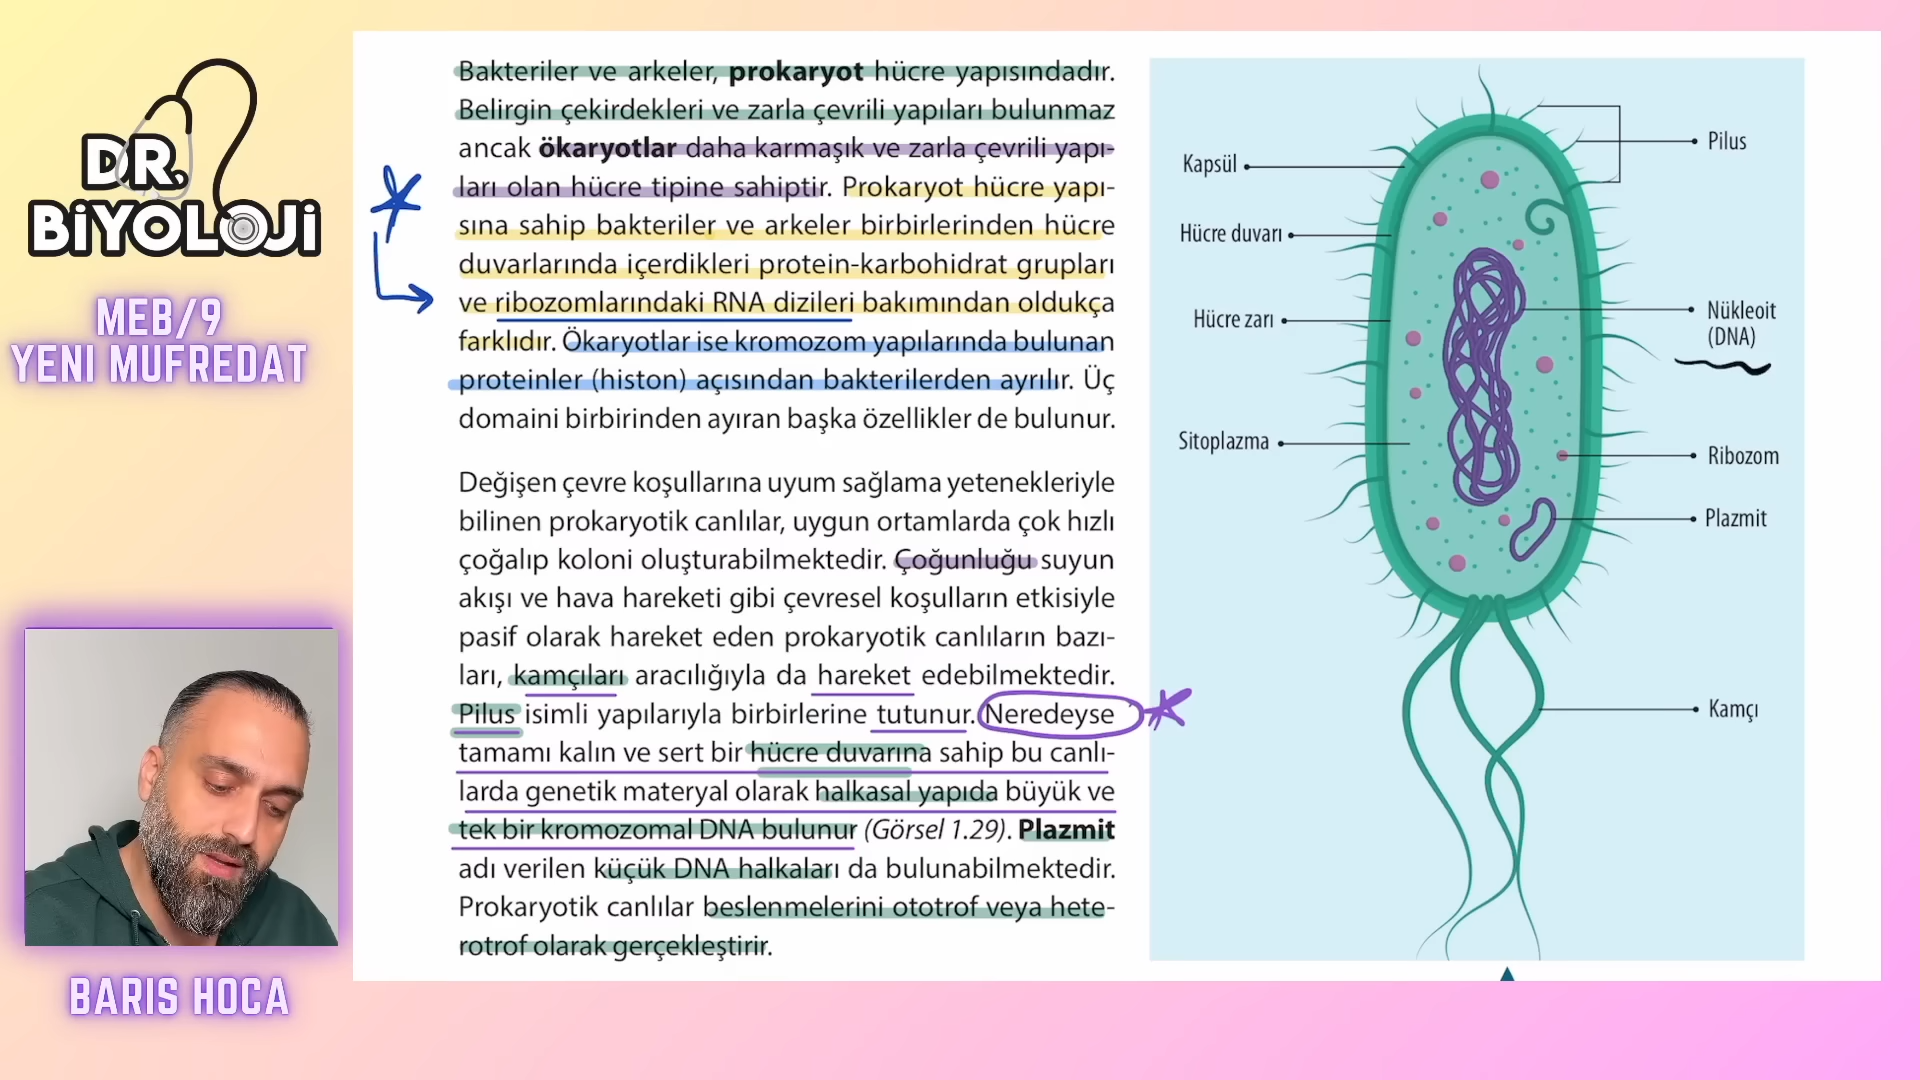 DR.
BİYOLOJİ
MEB/9
YENİ MUFREDAT
BARIS HOCA
Bakteriler ve arkeler, prokaryot hücre yapısındadır.
Belirgin çekirdekleri ve zarla çevrili yapıları bulunmaz
ancak ökaryotlar daha karmaşık ve zarla çevrili yapı-
ları olan hücre tipine sahiptir. Prokaryot hücre yapı-
sına sahip bakteriler ve arkeler birbirlerinden hücre
duvarlarında içerdikleri protein-karbohidrat grupları
ve ribozomlarındaki RNA dizileri bakımından oldukça
farklıdır. Ökaryotlar ise kromozom yapılarında bulunan
proteinler (histon) açısından bakterilerden ayrılır. Üç
domaini birbirinden ayıran başka özellikler de bulunur.
Değişen çevre koşullarına uyum sağlama yetenekleriyle
bilinen prokaryotik canlılar, uygun ortamlarda çok hızlı
çoğalıp koloni oluşturabilmektedir. Çoğunluğu suyun
akışı ve hava hareketi gibi çevresel koşulların etkisiyle
pasif olarak hareket eden prokaryotik canlıların bazı-
ları, kamçıları aracılığıyla da hareket edebilmektedir.
Pilus isimli yapılarıyla birbirlerine tutunur. Neredeyse
tamamı kalın ve sert bir hücre duvarına sahip bu canlı-
larda genetik materyal olarak halkasal yapıda büyük ve
tek bir kromozomal DNA bulunur (Görsel 1.29). Plazmit
adı verilen küçük DNA halkaları da bulunabilmektedir.
Prokaryotik canlılar beslenmelerini ototrof veya hete-
rotrof olarak gerçekleştirir.
Kapsül
Hücre duvarı
Hücre zarı
Sitoplazma
Pilus
Nükleoit
(DNA)
Ribozom
Plazmit
Kamçı